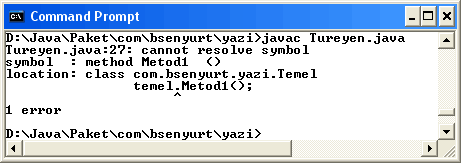 Command Prompt
D:\Java\Paket\com\bsenyurt\yazi>javac Tureyen.java
Tureyen.java:27: cannot resolve symbol
symbol  : method Metod1  ()
location: class com.bsenyurt.yazi.Temel
                temel.Metod1();
                     ^
1 error
D:\Java\Paket\com\bsenyurt\yazi>